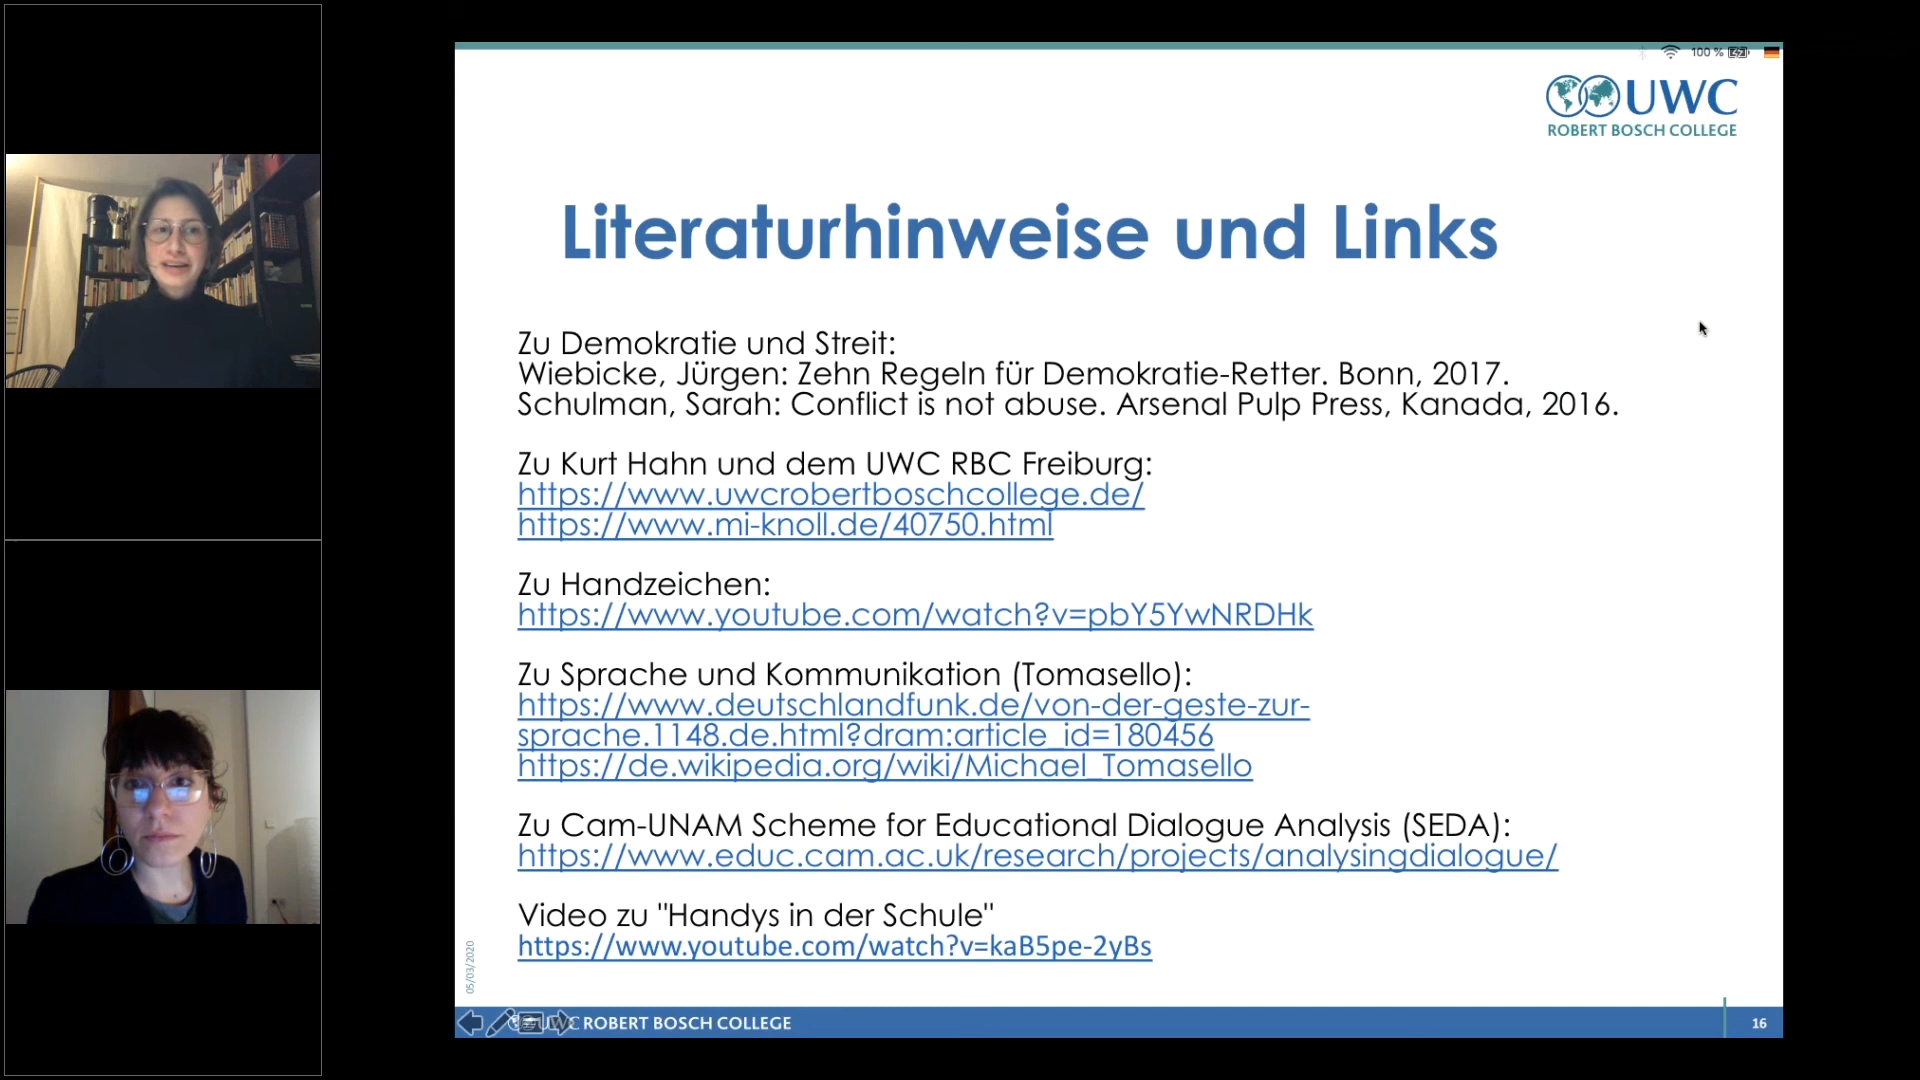 100 %
UWC
ROBERT BOSCH COLLEGE
Literaturhinweise und Links
Zu Demokratie und Streit:
Wiebicke, Jürgen: Zehn Regeln für Demokratie-Retter. Bonn, 2017.
Schulman, Sarah: Conflict is not abuse. Arsenal Pulp Press, Kanada, 2016.
Zu Kurt Hahn und dem UWC RBC Freiburg:
https://www.uwcrobertboschcollege.de/
https://www.mi-knoll.de/40750.html
Zu Handzeichen:
https://www.youtube.com/watch?v=pbY5YwNRDHk
Zu Sprache und Kommunikation (Tomasello):
https://www.deutschlandfunk.de/von-der-geste-zur-
sprache.1148.de.html?dram:article_id=180456
https://de.wikipedia.org/wiki/Michael_Tomasello
Zu Cam-UNAM Scheme for Educational Dialogue Analysis (SEDA):
https://www.educ.cam.ac.uk/research/projects/analysingdialogue/
Video zu "Handys in der Schule"
https://www.youtube.com/watch?v=kaB5pe-2yBs
05/03/2020
UWC ROBERT BOSCH COLLEGE
16